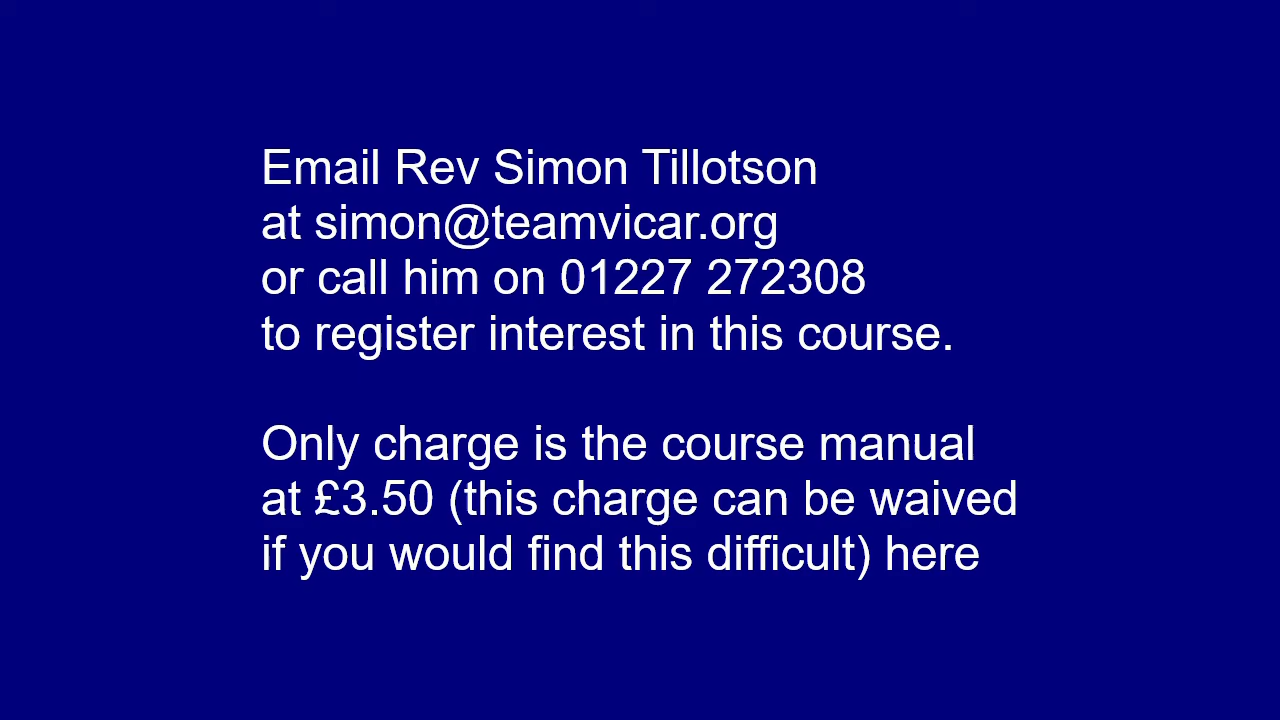 Email Rev Simon Tillotson
at simon@teamvicar.org
or call him on 01227 272308
to register interest in this course.
Only charge is the course manual
at £3.50 (this charge can be waived
if you would find this difficult) here